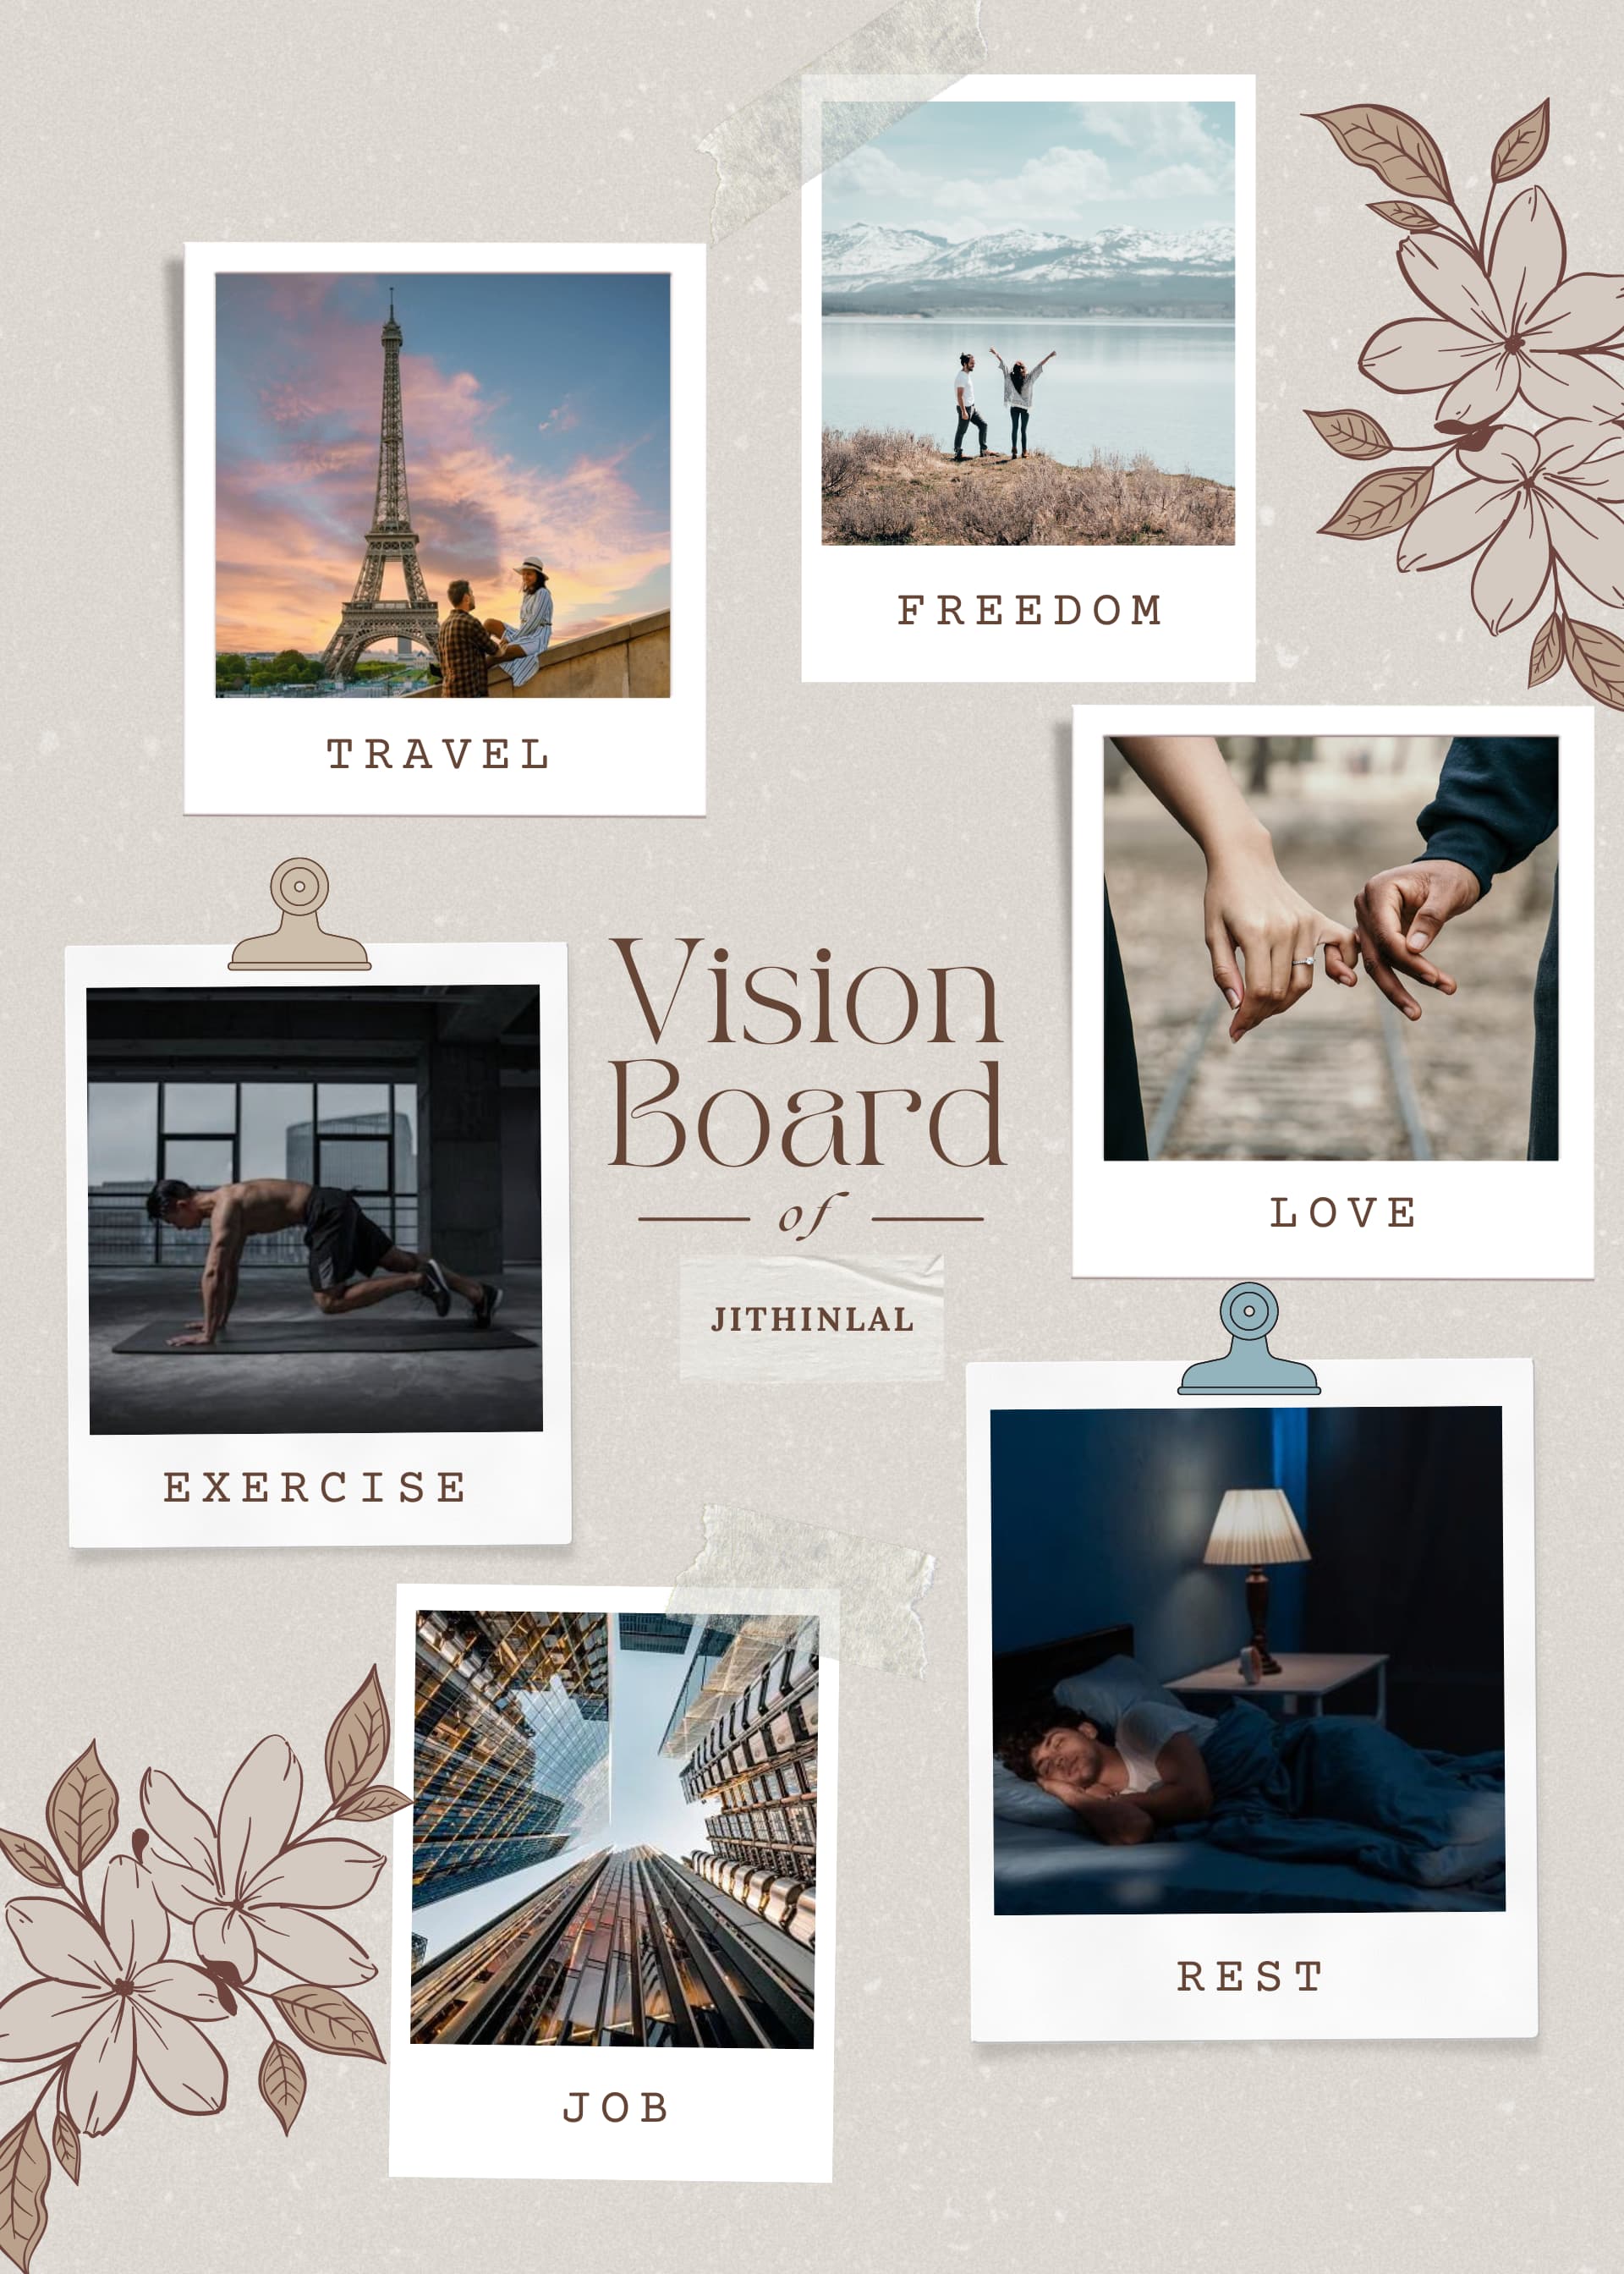 FREEDOM
TRAVEL
Vision
Board
of
JITHINLAL
LOVE
EXERCISE
REST
JOB